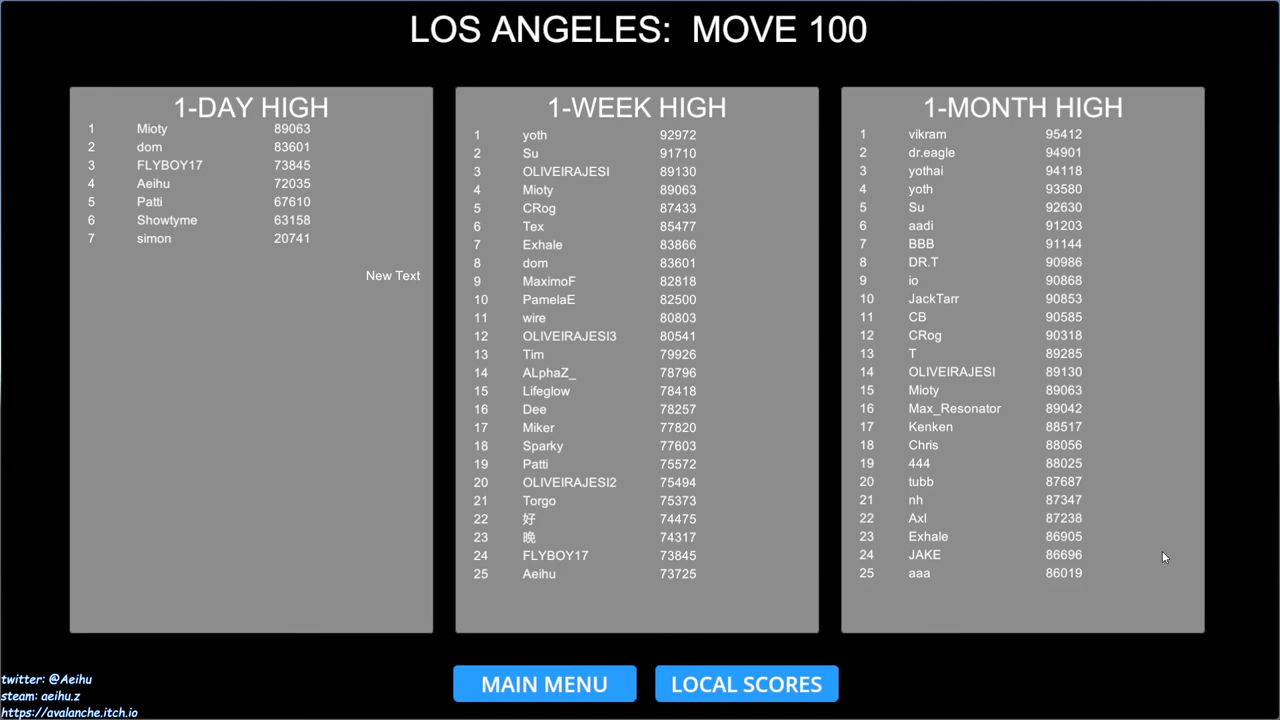 LOS ANGELES: MOVE 100
1-DAY HIGH
1 Mioty 89063
2 dom 83601
3 FLYBOY17 73845
4 Aeihu 72035
5 Patti 67610
6 Showtyme 63158
7 simon 20741
New Text
1-WEEK HIGH
1 yoth 92972
2 Su 91710
3 OLIVEIRAJESI 89130
4 Mioty 89063
5 CRog 87433
6 Tex 85477
7 Exhale 83866
8 dom 83601
9 MaximoF 82818
10 PamelaE 82500
11 wire 80803
12 OLIVEIRAJESI3 80541
13 Tim 79926
14 ALphaZ_ 78796
15 Lifeglow 78418
16 Dee 78257
17 Miker 77820
18 Sparky 77603
19 Patti 75572
20 OLIVEIRAJESI2 75494
21 Torgo 75373
22 好 74475
23 晚 74317
24 FLYBOY17 73845
25 Aeihu 73725
1-MONTH HIGH
1 vikram 95412
2 dr.eagle 94901
3 yothai 94118
4 yoth 93580
5 Su 92630
6 aadi 91203
7 BBB 91144
8 DR.T 90986
9 io 90868
10 JackTarr 90853
11 CB 90585
12 CRog 90318
13 T 89285
14 OLIVEIRAJESI 89130
15 Mioty 89063
16 Max_Resonator 89042
17 Kenken 88517
18 Chris 88056
19 444 88025
20 tubb 87687
21 nh 87347
22 Axl 87238
23 Exhale 86905
24 JAKE 86696
25 aaa 86019
MAIN MENU
LOCAL SCORES
twitter: @Aeihu
steam: aeihu.z
https://avalanche.itch.io